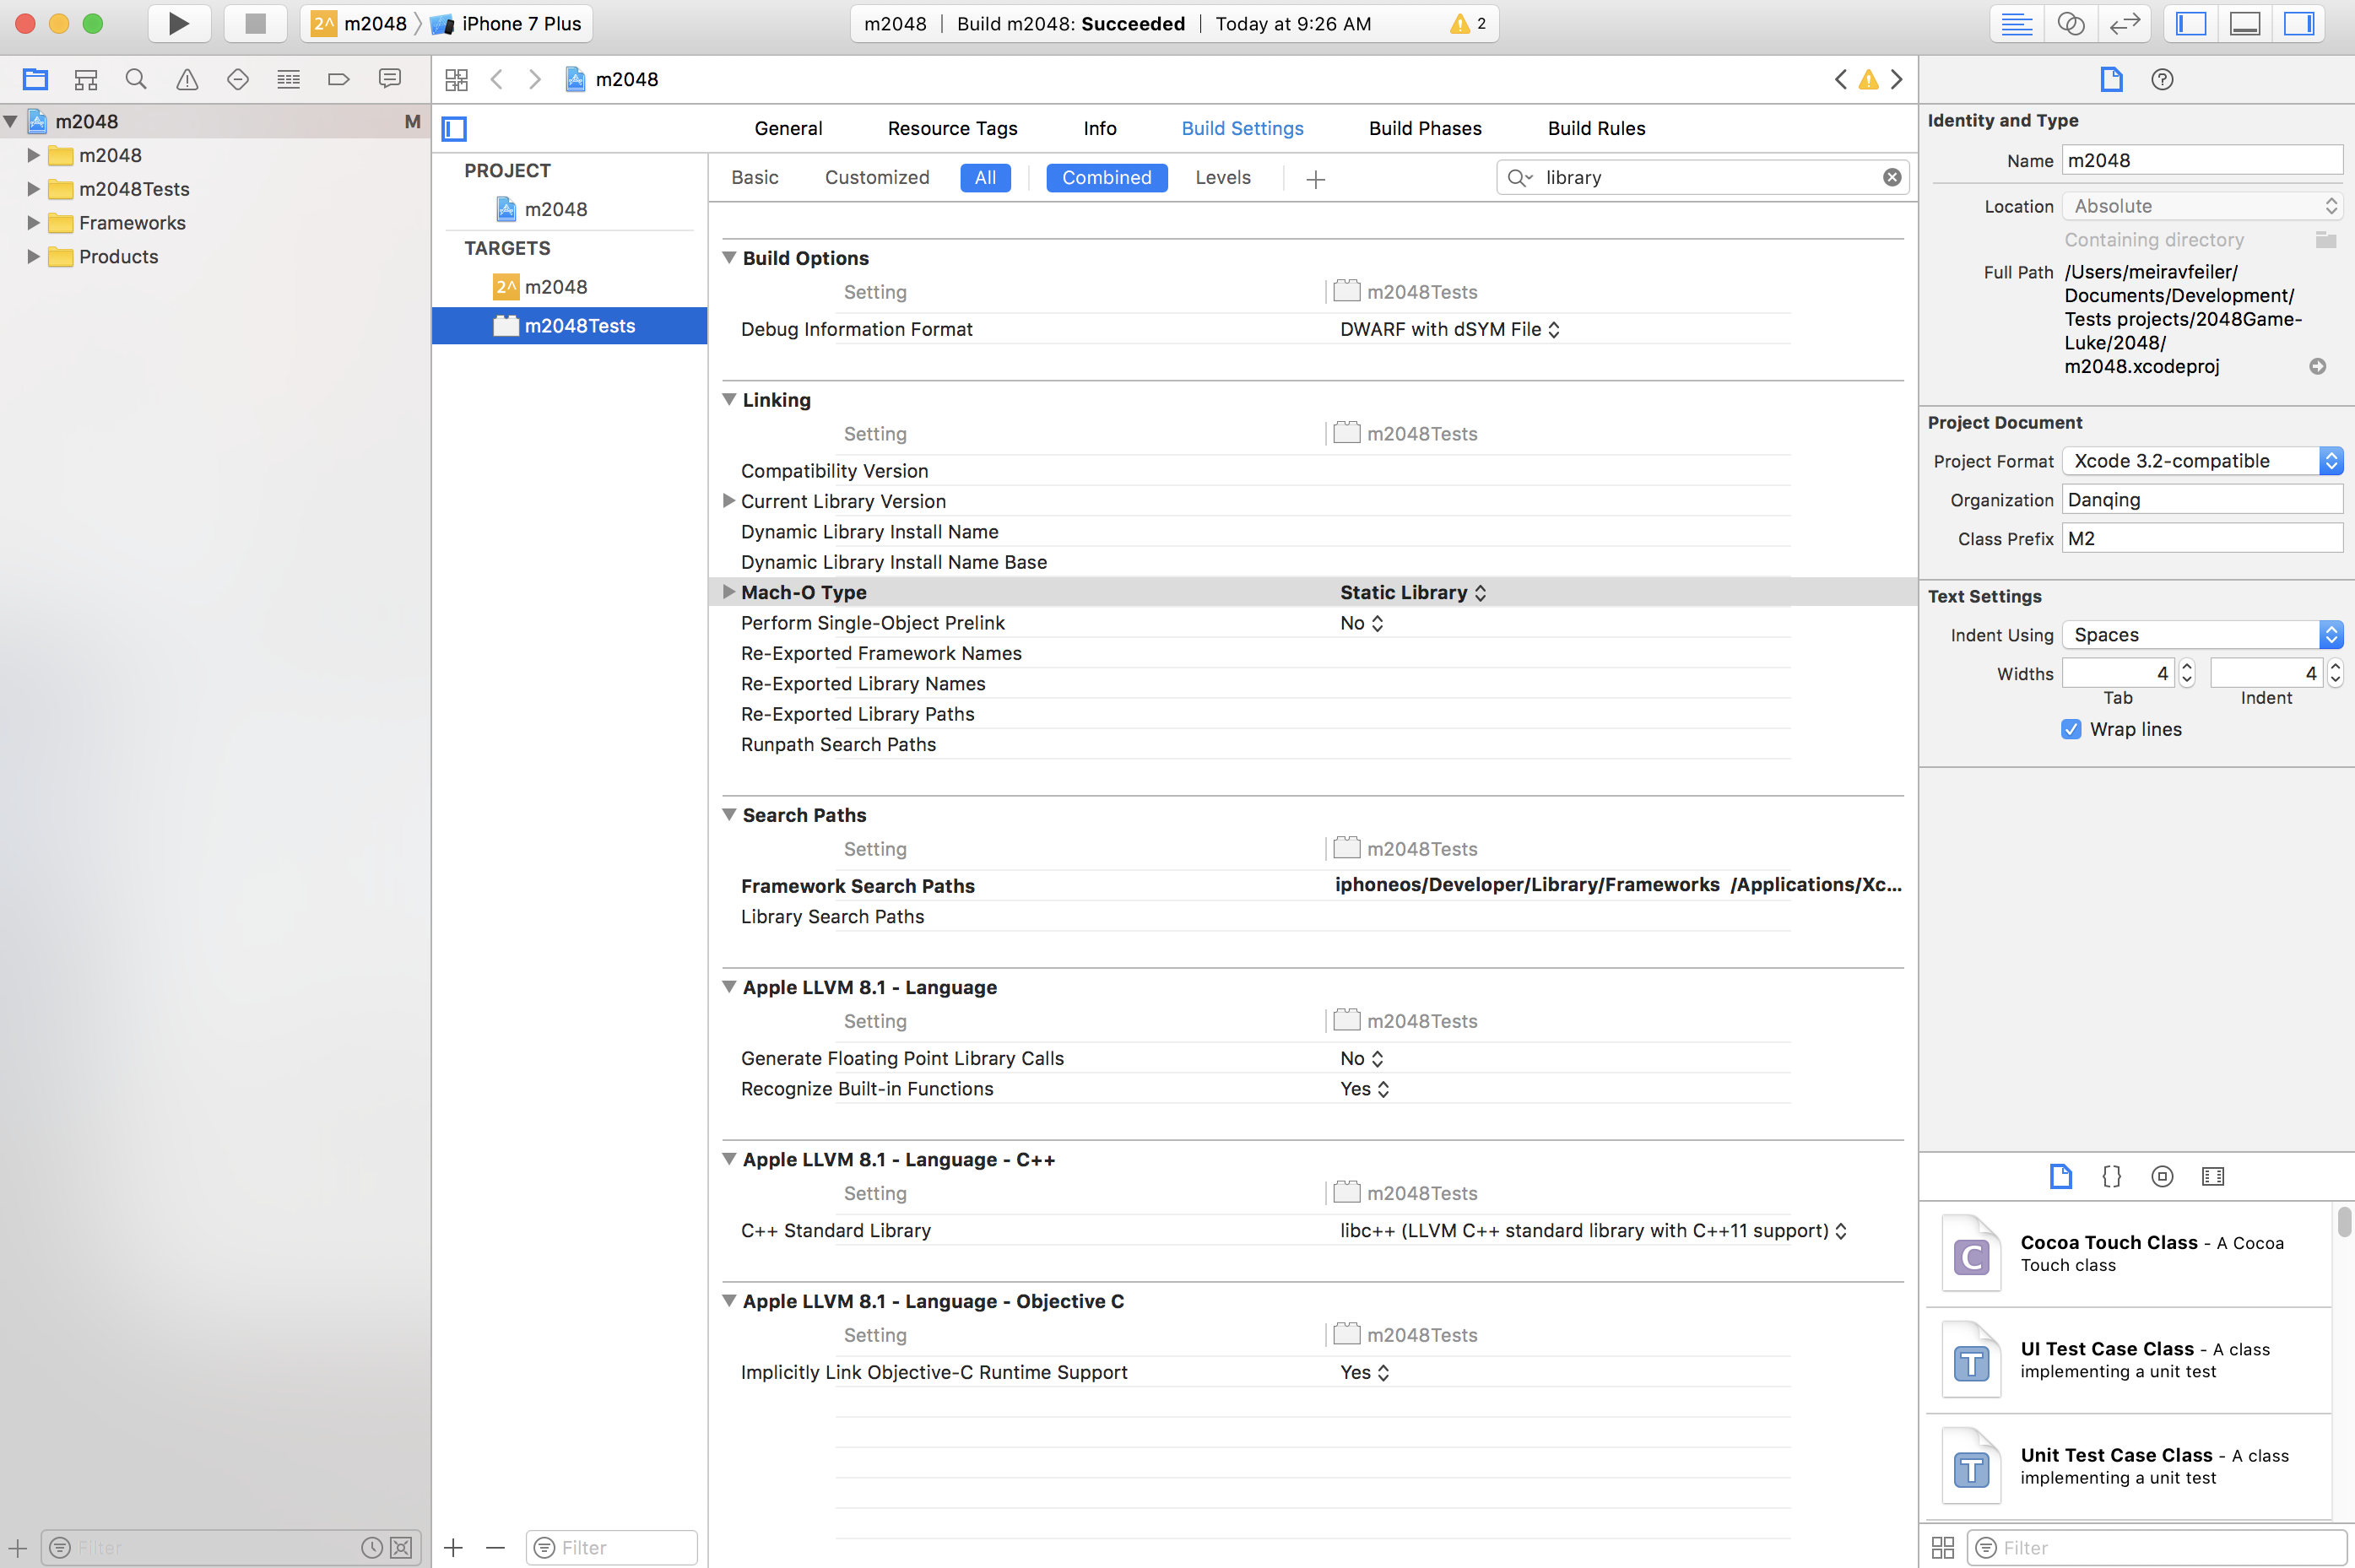 m2048 iPhone 7 Plus
m2048 | Build m2048: Succeeded | Today at 9:26 AM 2
m2048 M
m2048
m2048Tests
Frameworks
Products
Filter
m2048
General Resource Tags Info Build Settings Build Phases Build Rules
PROJECT
m2048
TARGETS
2^ m2048
m2048Tests
Filter
Basic Customized All Combined Levels library
Build Options
Setting m2048Tests
Debug Information Format DWARF with dSYM File
Linking
Setting m2048Tests
Compatibility Version
Current Library Version
Dynamic Library Install Name
Dynamic Library Install Name Base
Mach-O Type Static Library
Perform Single-Object Prelink No
Re-Exported Framework Names
Re-Exported Library Names
Re-Exported Library Paths
Runpath Search Paths
Search Paths
Setting m2048Tests
Framework Search Paths iphoneos/Developer/Library/Frameworks /Applications/Xc...
Library Search Paths
Apple LLVM 8.1 - Language
Setting m2048Tests
Generate Floating Point Library Calls No
Recognize Built-in Functions Yes
Apple LLVM 8.1 - Language - C++
Setting m2048Tests
C++ Standard Library libc++ (LLVM C++ standard library with C++11 support)
Apple LLVM 8.1 - Language - Objective C
Setting m2048Tests
Implicitly Link Objective-C Runtime Support Yes
Identity and Type
Name m2048
Location Absolute
Containing directory
Full Path /Users/meiravfeiler/
Documents/Development/
Tests projects/2048Game-
Luke/2048/
m2048.xcodeproj
Project Document
Project Format Xcode 3.2-compatible
Organization Danqing
Class Prefix M2
Text Settings
Indent Using Spaces
Widths 4 4
Tab Indent
Wrap lines
{}
C
Cocoa Touch Class - A Cocoa
Touch class
T
UI Test Case Class - A class
implementing a unit test
T
Unit Test Case Class - A class
implementing a unit test
Filter